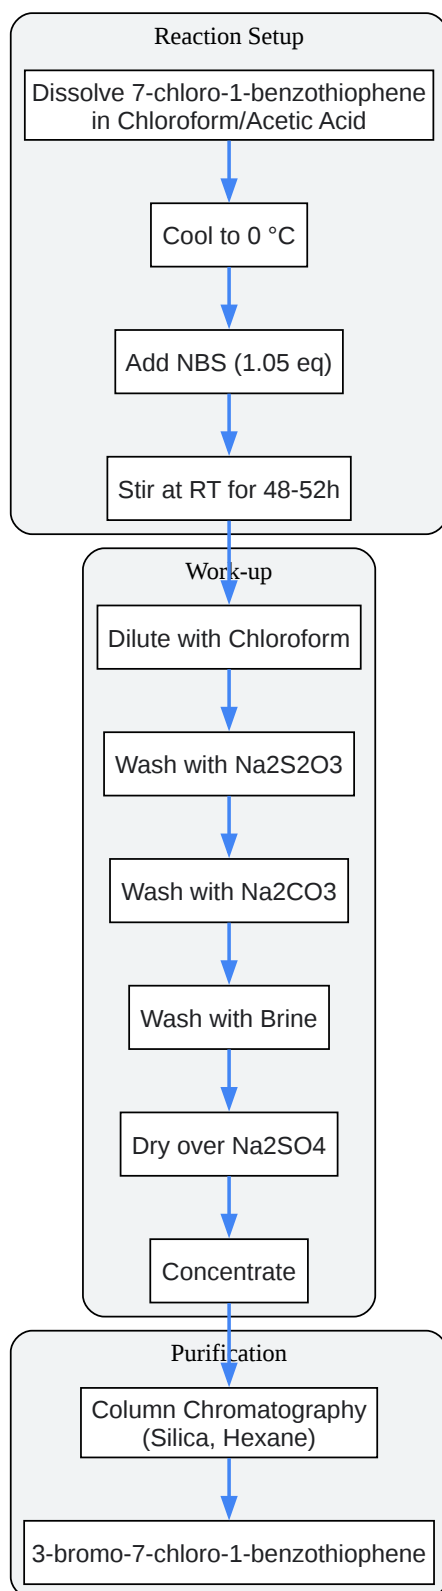 Reaction Setup
Dissolve 7-chloro-1-benzothiophene
in Chloroform/Acetic Acid
Cool to 0 °C
Add NBS (1.05 eq)
Stir at RT for 48-52h
Work-up
Dilute with Chloroform
Wash with Na2S2O3
Wash with Na2CO3
Wash with Brine
Dry over Na2SO4
Concentrate
Purification
Column Chromatography
(Silica, Hexane)
3-bromo-7-chloro-1-benzothiophene